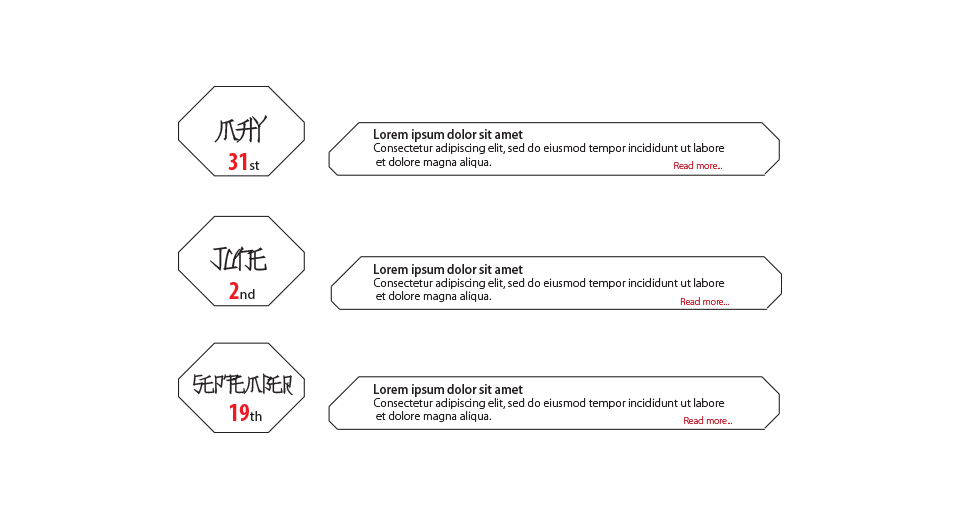 MAY
31st
Lorem ipsum dolor sit amet
Consectetur adipiscing elit, sed do eiusmod tempor incididunt ut labore
et dolore magna aliqua.
Read more...
JUNE
2nd
Lorem ipsum dolor sit amet
Consectetur adipiscing elit, sed do eiusmod tempor incididunt ut labore
et dolore magna aliqua.
Read more...
SEPTEMBER
19th
Lorem ipsum dolor sit amet
Consectetur adipiscing elit, sed do eiusmod tempor incididunt ut labore
et dolore magna aliqua.
Read more...